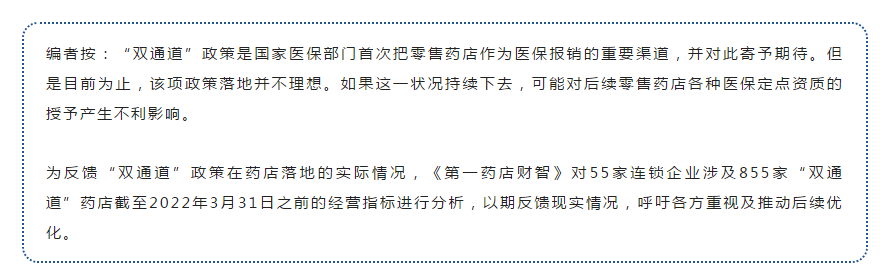 编者按：“双通道”政策是国家医保部门首次把零售药店作为医保报销的重要渠道，并对此寄予期待。但
是目前为止，该项政策落地并不理想。如果这一状况持续下去，可能对后续零售药店各种医保定点资质的
授予产生不利影响。
为反馈“双通道”政策在药店落地的实际情况，《第一药店财智》对55家连锁企业涉及855家“双通
道”药店截至2022年3月31日之前的经营指标进行分析，以期反馈现实情况，呼吁各方重视及推动后续优
化。